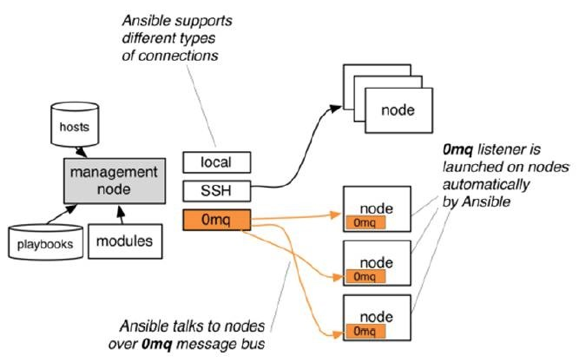 Ansible supports
different types
of connections
hosts
management
node
playbooks
modules
local
SSH
0mq
node
node
0mq
node
0mq
node
0mq
0mq listener is
launched on nodes
automatically
by Ansible
Ansible talks to nodes
over 0mq message bus